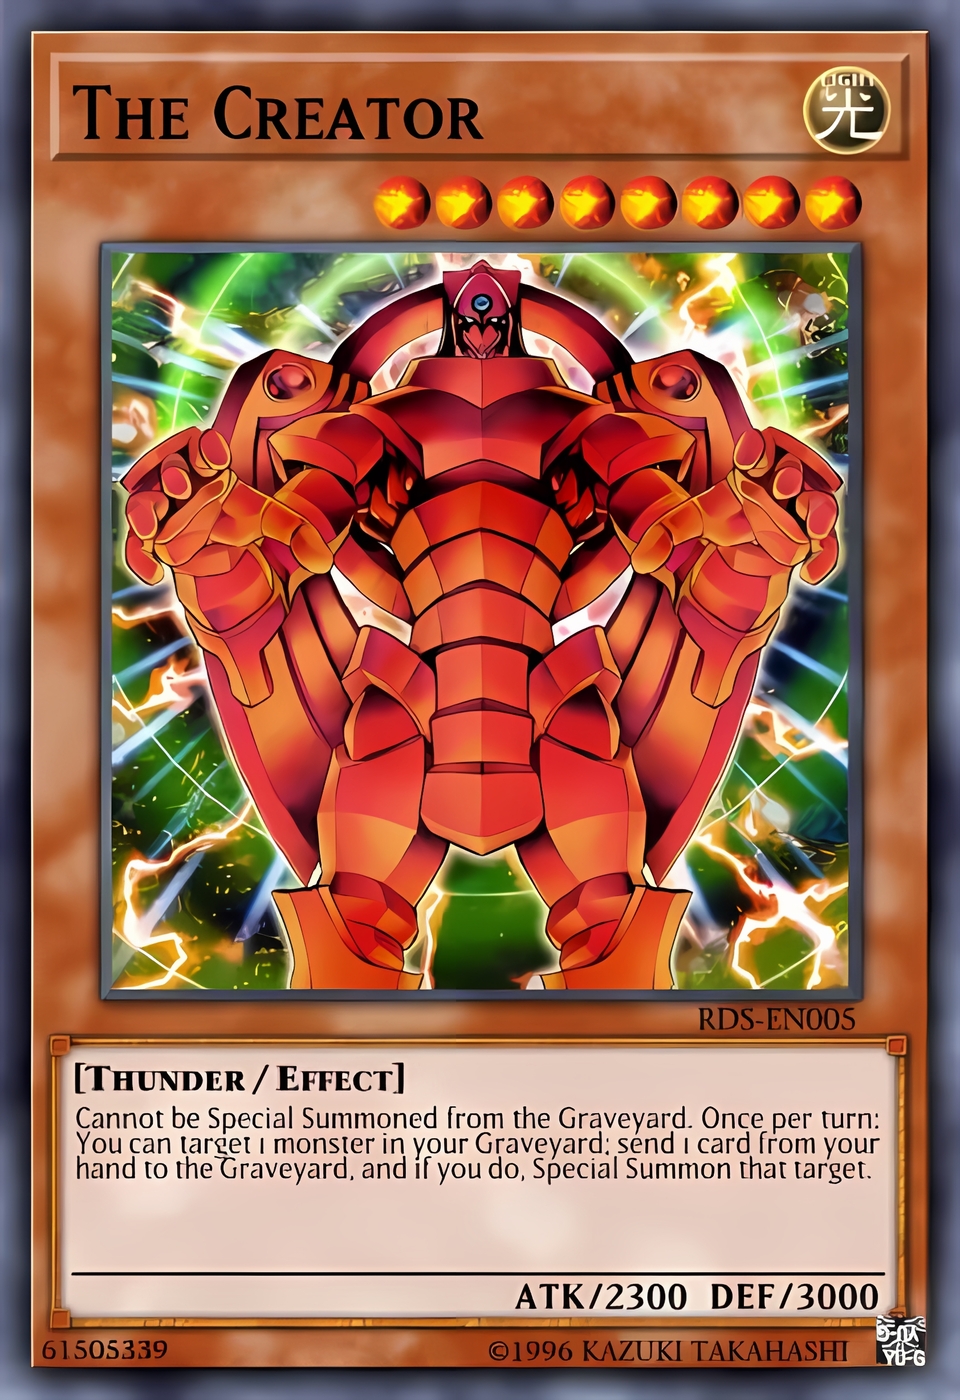 The Creator
光
RDS-EN005
[Thunder / Effect]
Cannot be Special Summoned from the Graveyard. Once per turn:
You can target 1 monster in your Graveyard; send 1 card from your
hand to the Graveyard, and if you do, Special Summon that target.
ATK/2300 DEF/3000
61505339 ©1996 KAZUKI TAKAHASHI